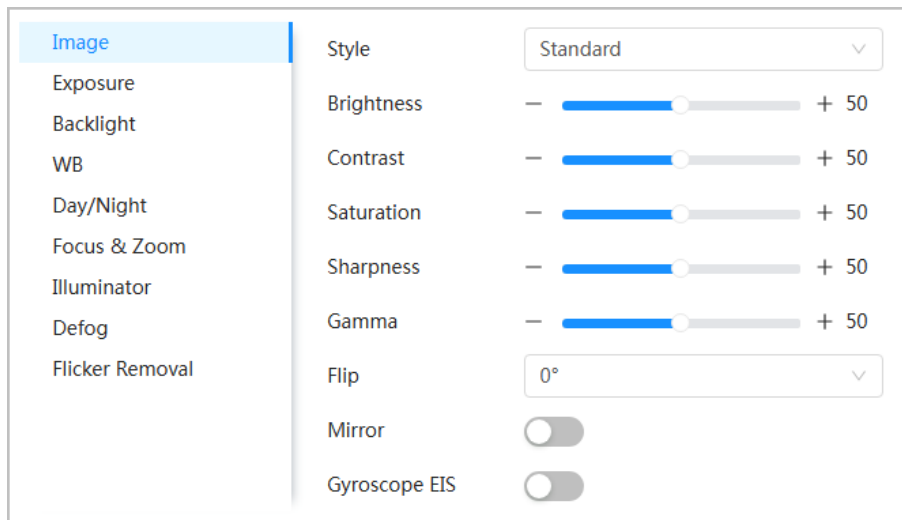 Image
Exposure
Backlight
WB
Day/Night
Focus & Zoom
Illuminator
Defog
Flicker Removal
Style Standard
Brightness − + 50
Contrast − + 50
Saturation − + 50
Sharpness − + 50
Gamma − + 50
Flip 0°
Mirror
Gyroscope EIS